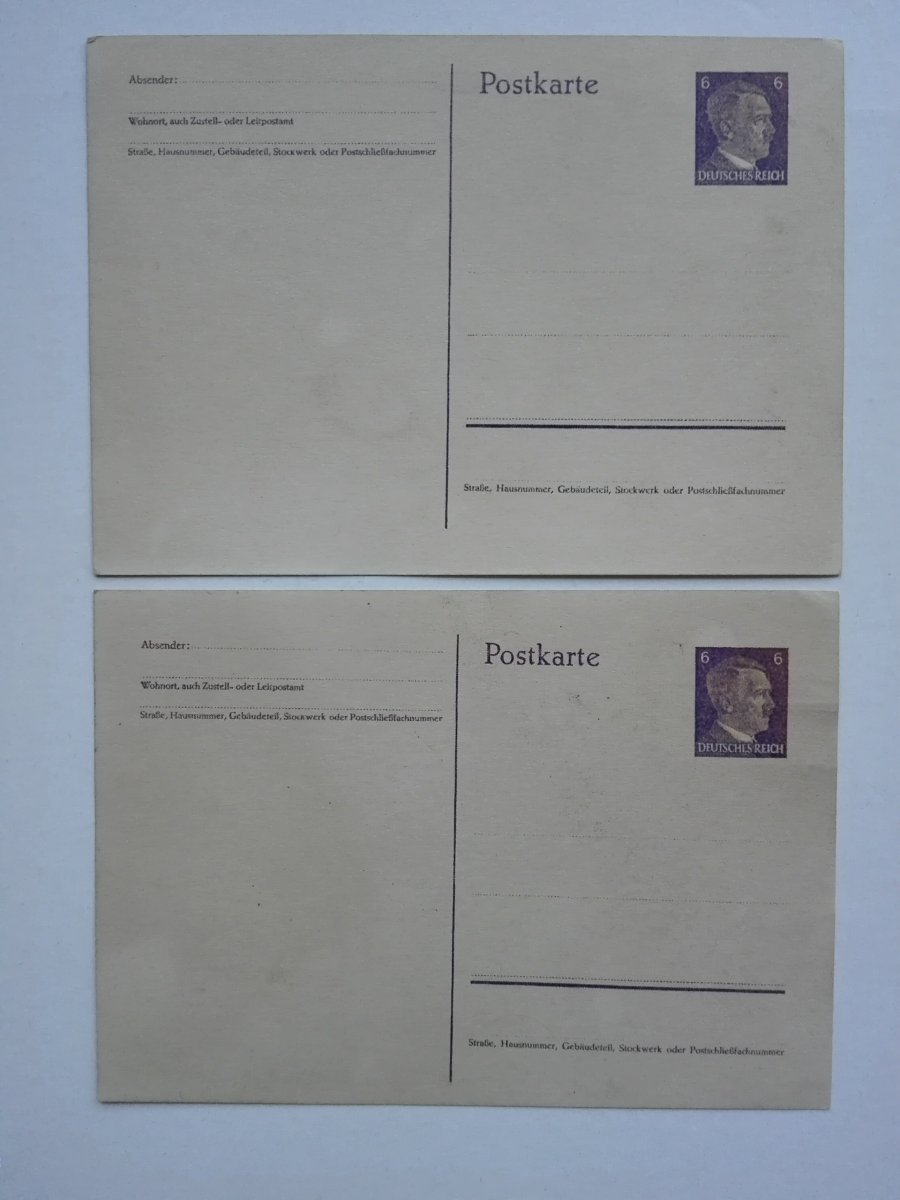 Absender:
Wohnort, auch Zustell- oder Leitpostamt
Straße, Hausnummer, Gebäudeteil, Stockwerk oder Postschließfachnummer
Postkarte
6 6
DEUTSCHES REICH
Straße, Hausnummer, Gebäudeteil, Stockwerk oder Postschließfachnummer
Absender:
Wohnort, auch Zustell- oder Leitpostamt
Straße, Hausnummer, Gebäudeteil, Stockwerk oder Postschließfachnummer
Postkarte
6 6
DEUTSCHES REICH
Straße, Hausnummer, Gebäudeteil, Stockwerk oder Postschließfachnummer